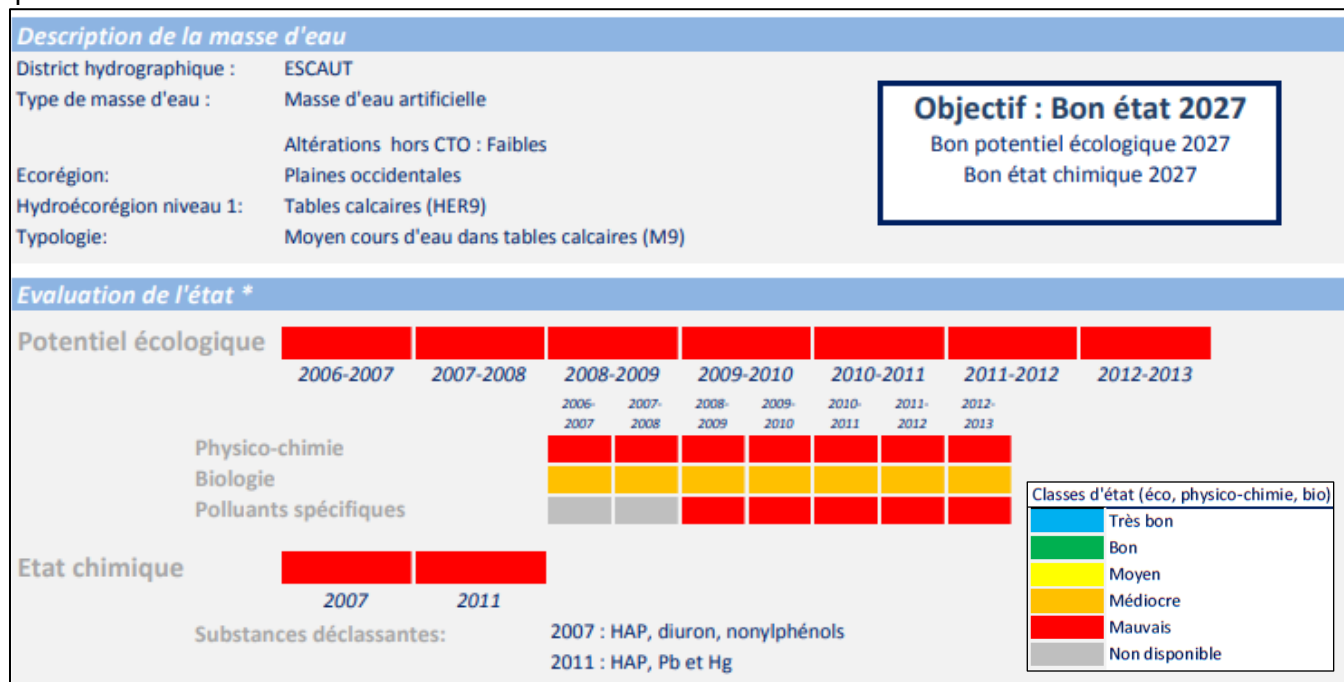 Description de la masse d'eau
District hydrographique : ESCAUT
Type de masse d'eau : Masse d'eau artificielle
Altérations hors CTO : Faibles
Ecorégion: Plaines occidentales
Hydroécorégion niveau 1: Tables calcaires (HER9)
Typologie: Moyen cours d'eau dans tables calcaires (M9)
Objectif : Bon état 2027
Bon potentiel écologique 2027
Bon état chimique 2027
Evaluation de l'état *
Potentiel écologique
2006-2007 2007-2008 2008-2009 2009-2010 2010-2011 2011-2012 2012-2013
2006- 2007- 2008- 2009- 2010- 2011- 2012-
2007 2008 2009 2010 2011 2012 2013
Physico-chimie
Biologie
Polluants spécifiques
Classes d'état (éco, physico-chimie, bio)
Très bon
Bon
Moyen
Médiocre
Mauvais
Non disponible
Etat chimique
2007 2011
Substances déclassantes: 2007 : HAP, diuron, nonylphénols
2011 : HAP, Pb et Hg